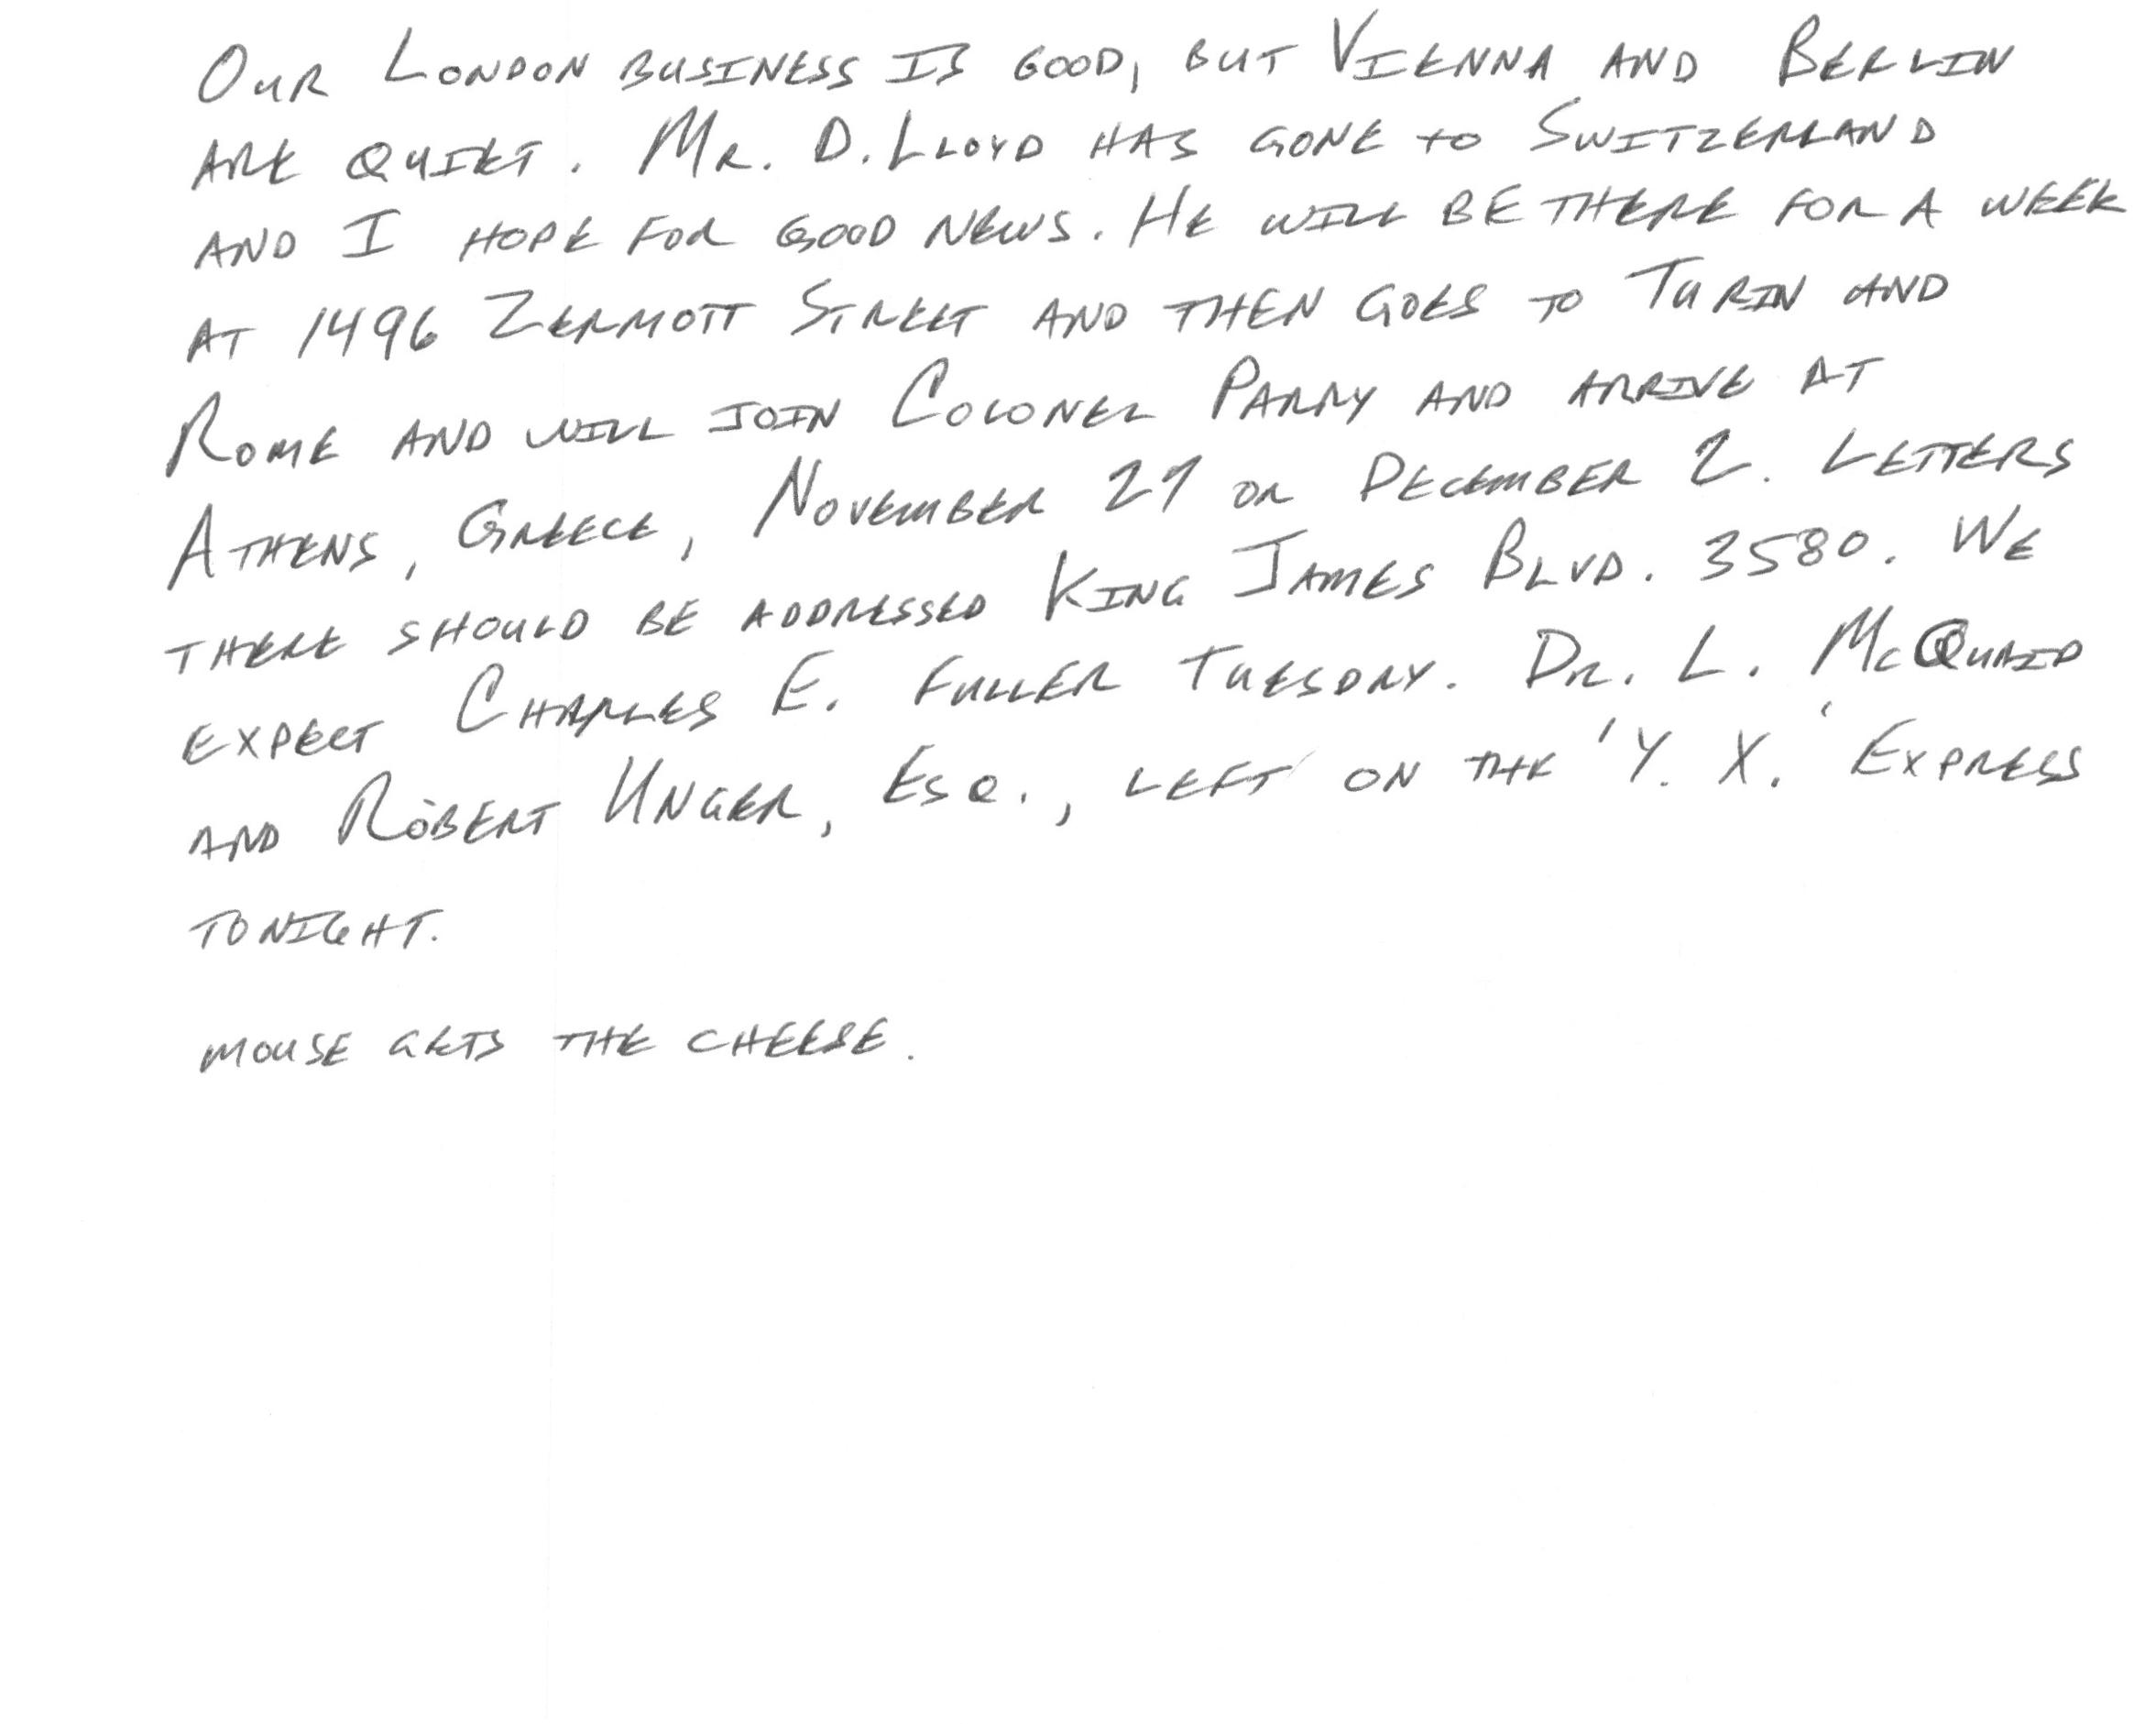 Our London business is good, but Vienna and Berlin
are quiet. Mr. D. Lloyd has gone to Switzerland
and I hope for good news. He will be there for a week
at 1496 Zermott Street and then goes to Turin and
Rome and will join Colonel Parry and arrive at
Athens, Greece, November 27 or December 2. Letters
there should be addressed King James Blvd. 3580. We
expect Charles E. Fuller Tuesday. Dr. L. McQuaid
and Robert Unger, Esq., left on the 'Y. X.' Express
tonight.
mouse gets the cheese.